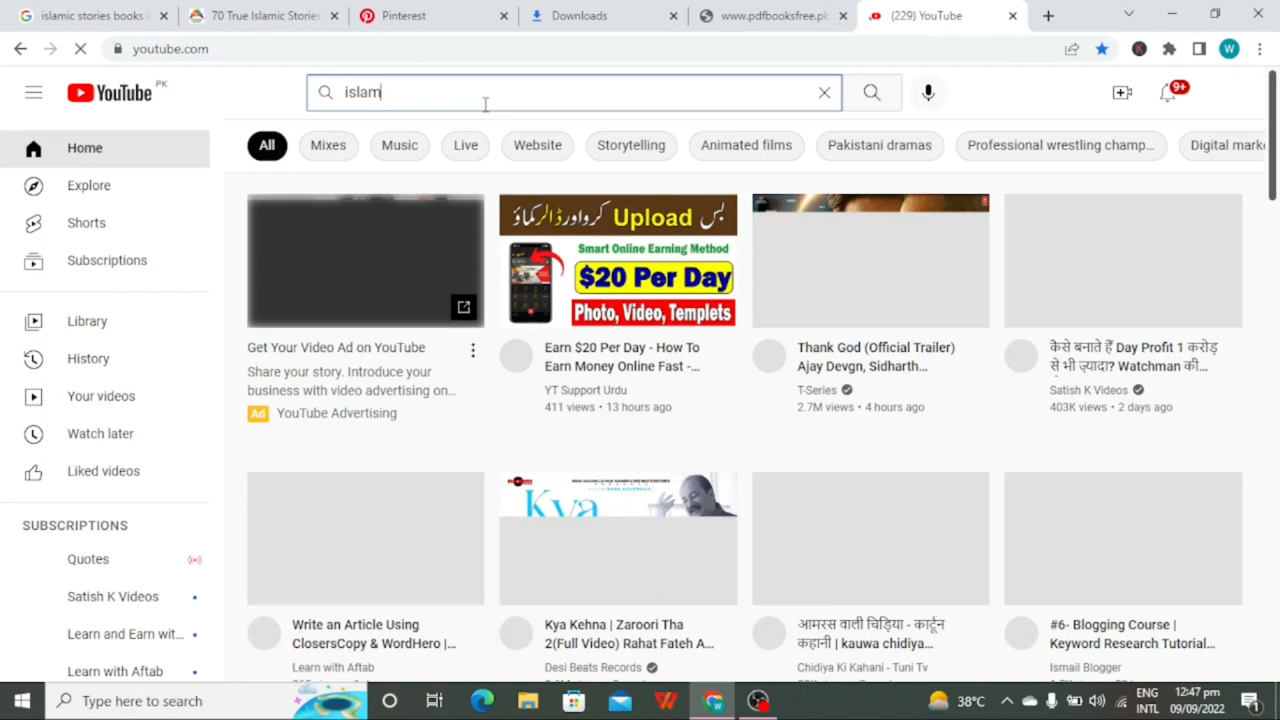 islamic stories books i
70 True Islamic Stories
Pinterest
Downloads
www.pdfbooksfree.pk
(229) YouTube
youtube.com
W
YouTube PK
islam
9+
Home
Explore
Shorts
Subscriptions
Library
History
Your videos
Watch later
Liked videos
SUBSCRIPTIONS
Quotes
Satish K Videos
Learn and Earn wit...
Learn with Aftab
All
Mixes
Music
Live
Website
Storytelling
Animated films
Pakistani dramas
Professional wrestling champ...
Digital marke
Get Your Video Ad on YouTube
Share your story. Introduce your
business with video advertising on...
Ad YouTube Advertising
بس Upload کرواورڈالرکماؤ
Smart Online Earning Method
$20 Per Day
Photo, Video, Templets
Earn $20 Per Day - How To
Earn Money Online Fast -...
YT Support Urdu
411 views • 13 hours ago
Thank God (Official Trailer)
Ajay Devgn, Sidharth...
T-Series
2.7M views • 4 hours ago
कैसे बनाते हैं Day Profit 1 करोड़
से भी ज़्यादा? Watchman की...
Satish K Videos
403K views • 2 days ago
Write an Article Using
ClosersCopy & WordHero |...
Learn with Aftab
Kya
Kya Kehna | Zaroori Tha
2(Full Video) Rahat Fateh A...
Desi Beats Records
आमरस वाली चिड़िया - कार्टून
कहानी | kauwa chidiya...
Chidiya Ki Kahani - Tuni Tv
#6- Blogging Course |
Keyword Research Tutorial...
Ismail Blogger
Type here to search
38°C
ENG
INTL
12:47 pm
09/09/2022
1